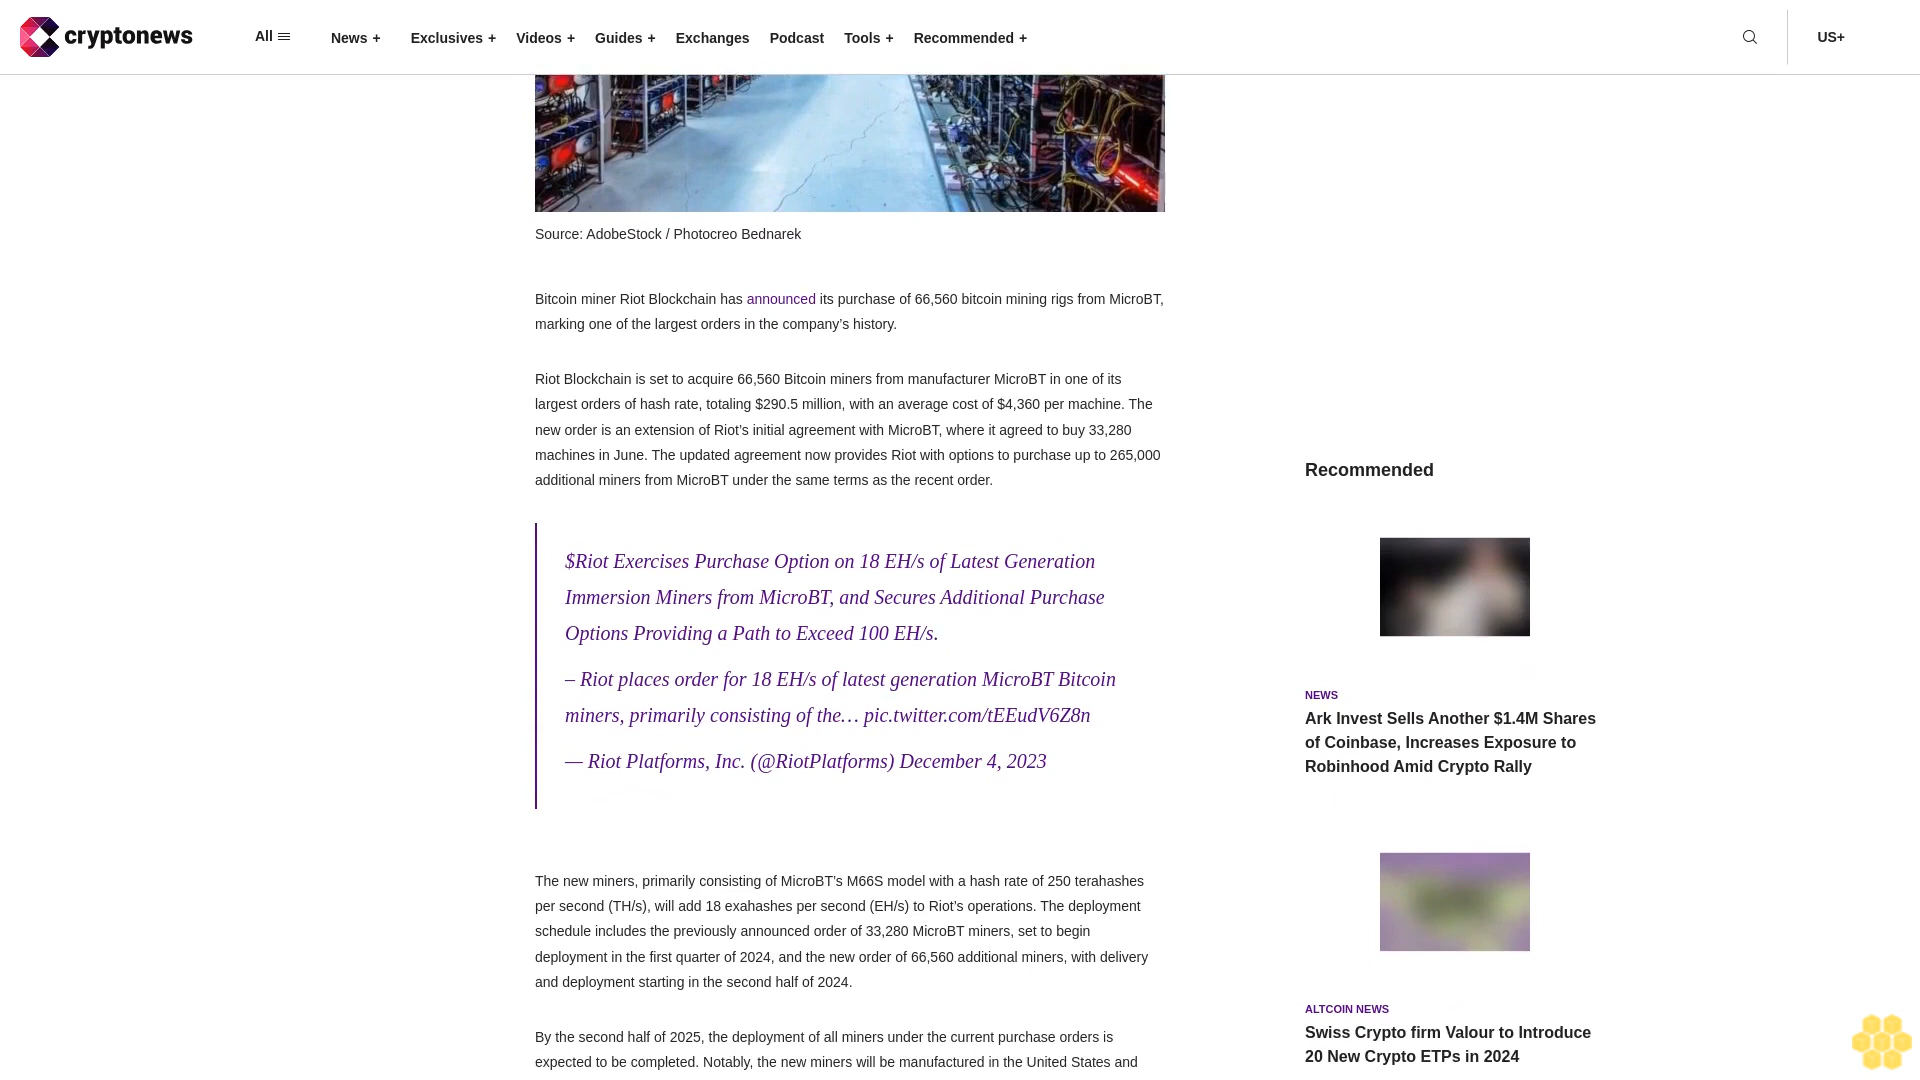 cryptonews
All
News +
Exclusives +
Videos +
Guides +
Exchanges
Podcast
Tools +
Recommended +
US+
Source: AdobeStock / Photocreo Bednarek
Bitcoin miner Riot Blockchain has announced its purchase of 66,560 bitcoin mining rigs from MicroBT,
marking one of the largest orders in the company’s history.
Riot Blockchain is set to acquire 66,560 Bitcoin miners from manufacturer MicroBT in one of its
largest orders of hash rate, totaling $290.5 million, with an average cost of $4,360 per machine. The
new order is an extension of Riot’s initial agreement with MicroBT, where it agreed to buy 33,280
machines in June. The updated agreement now provides Riot with options to purchase up to 265,000
additional miners from MicroBT under the same terms as the recent order.
$Riot Exercises Purchase Option on 18 EH/s of Latest Generation
Immersion Miners from MicroBT, and Secures Additional Purchase
Options Providing a Path to Exceed 100 EH/s.
– Riot places order for 18 EH/s of latest generation MicroBT Bitcoin
miners, primarily consisting of the… pic.twitter.com/tEEudV6Z8n
— Riot Platforms, Inc. (@RiotPlatforms) December 4, 2023
The new miners, primarily consisting of MicroBT’s M66S model with a hash rate of 250 terahashes
per second (TH/s), will add 18 exahashes per second (EH/s) to Riot’s operations. The deployment
schedule includes the previously announced order of 33,280 MicroBT miners, set to begin
deployment in the first quarter of 2024, and the new order of 66,560 additional miners, with delivery
and deployment starting in the second half of 2024.
By the second half of 2025, the deployment of all miners under the current purchase orders is
expected to be completed. Notably, the new miners will be manufactured in the United States and
Recommended
NEWS
Ark Invest Sells Another $1.4M Shares
of Coinbase, Increases Exposure to
Robinhood Amid Crypto Rally
ALTCOIN NEWS
Swiss Crypto firm Valour to Introduce
20 New Crypto ETPs in 2024